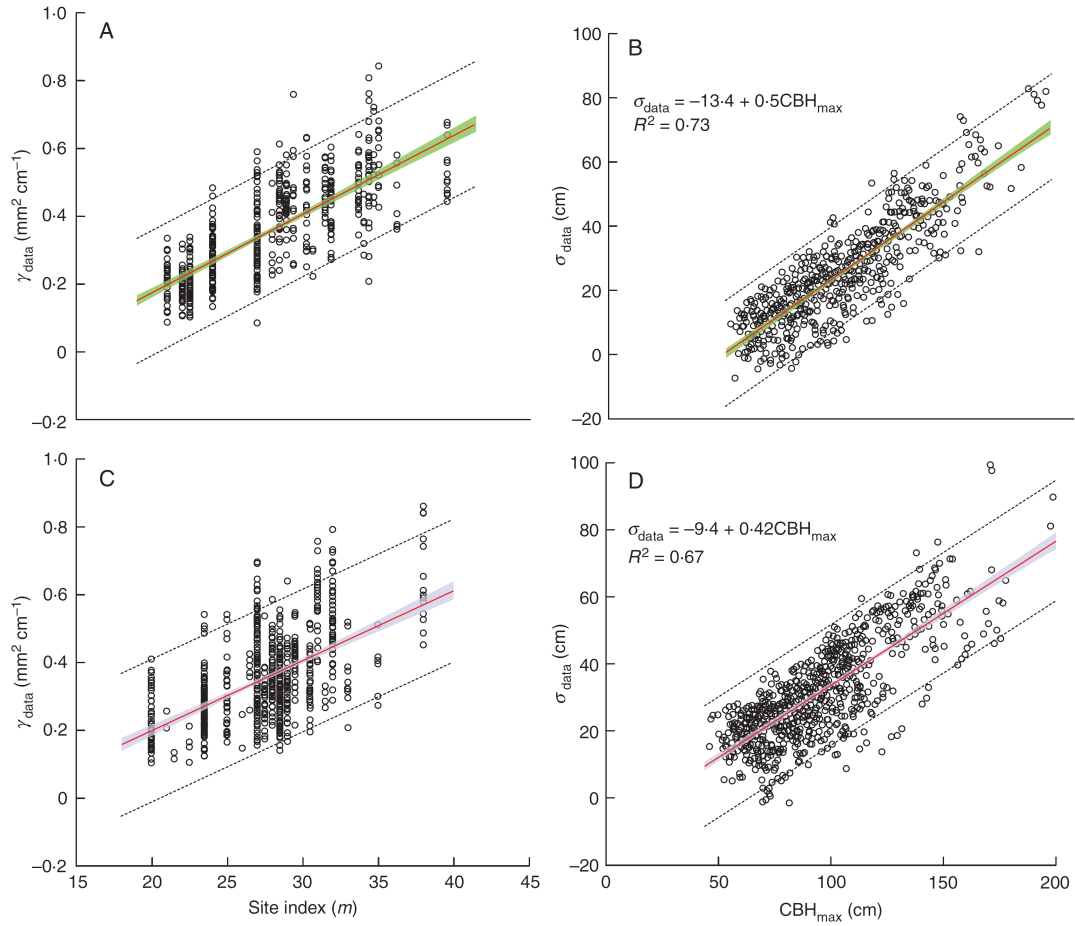 A
1·0
0·8
0·6
0·4
0·2
0
–0·2
γdata (mm² cm⁻¹)
B
100
80
60
40
20
0
–20
σdata (cm)
σdata = –13·4 + 0·5CBHmax
R² = 0·73
C
1·0
0·8
0·6
0·4
0·2
0
–0·2
γdata (mm² cm⁻¹)
15 20 25 30 35 40 45
Site index (m)
D
100
80
60
40
20
0
–20
σdata (cm)
σdata = –9·4 + 0·42CBHmax
R² = 0·67
0 50 100 150 200
CBHmax (cm)